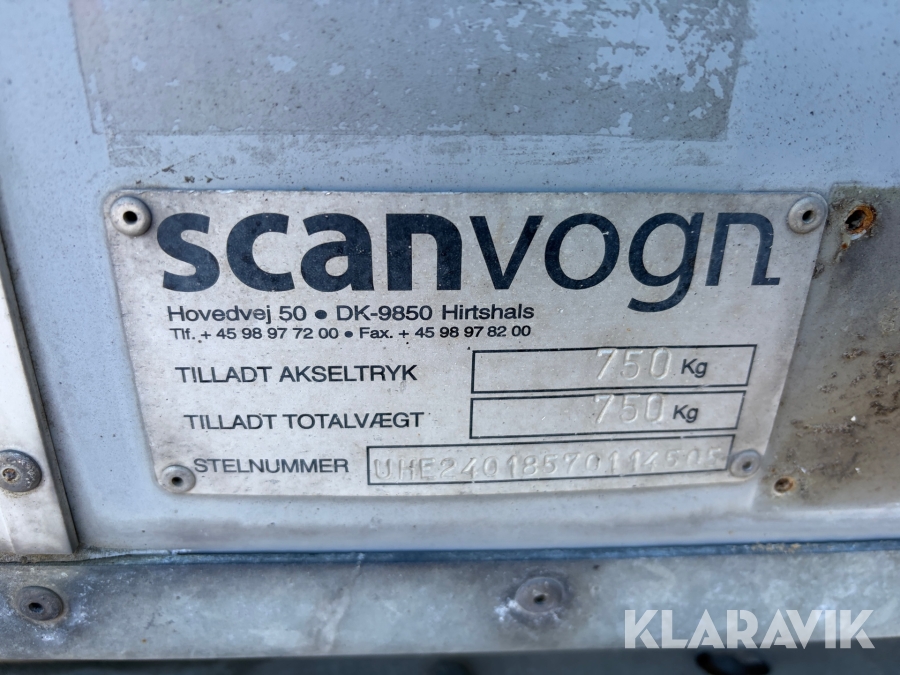 scanvogn
Hovedvej 50 • DK-9850 Hirtshals
Tlf. + 45 98 97 72 00 • Fax. + 45 98 97 82 00
TILLADT AKSELTRYK 750 Kg
TILLADT TOTALVÆGT 750 Kg
STELNUMMER UHE24018570114505
KLARAVIK